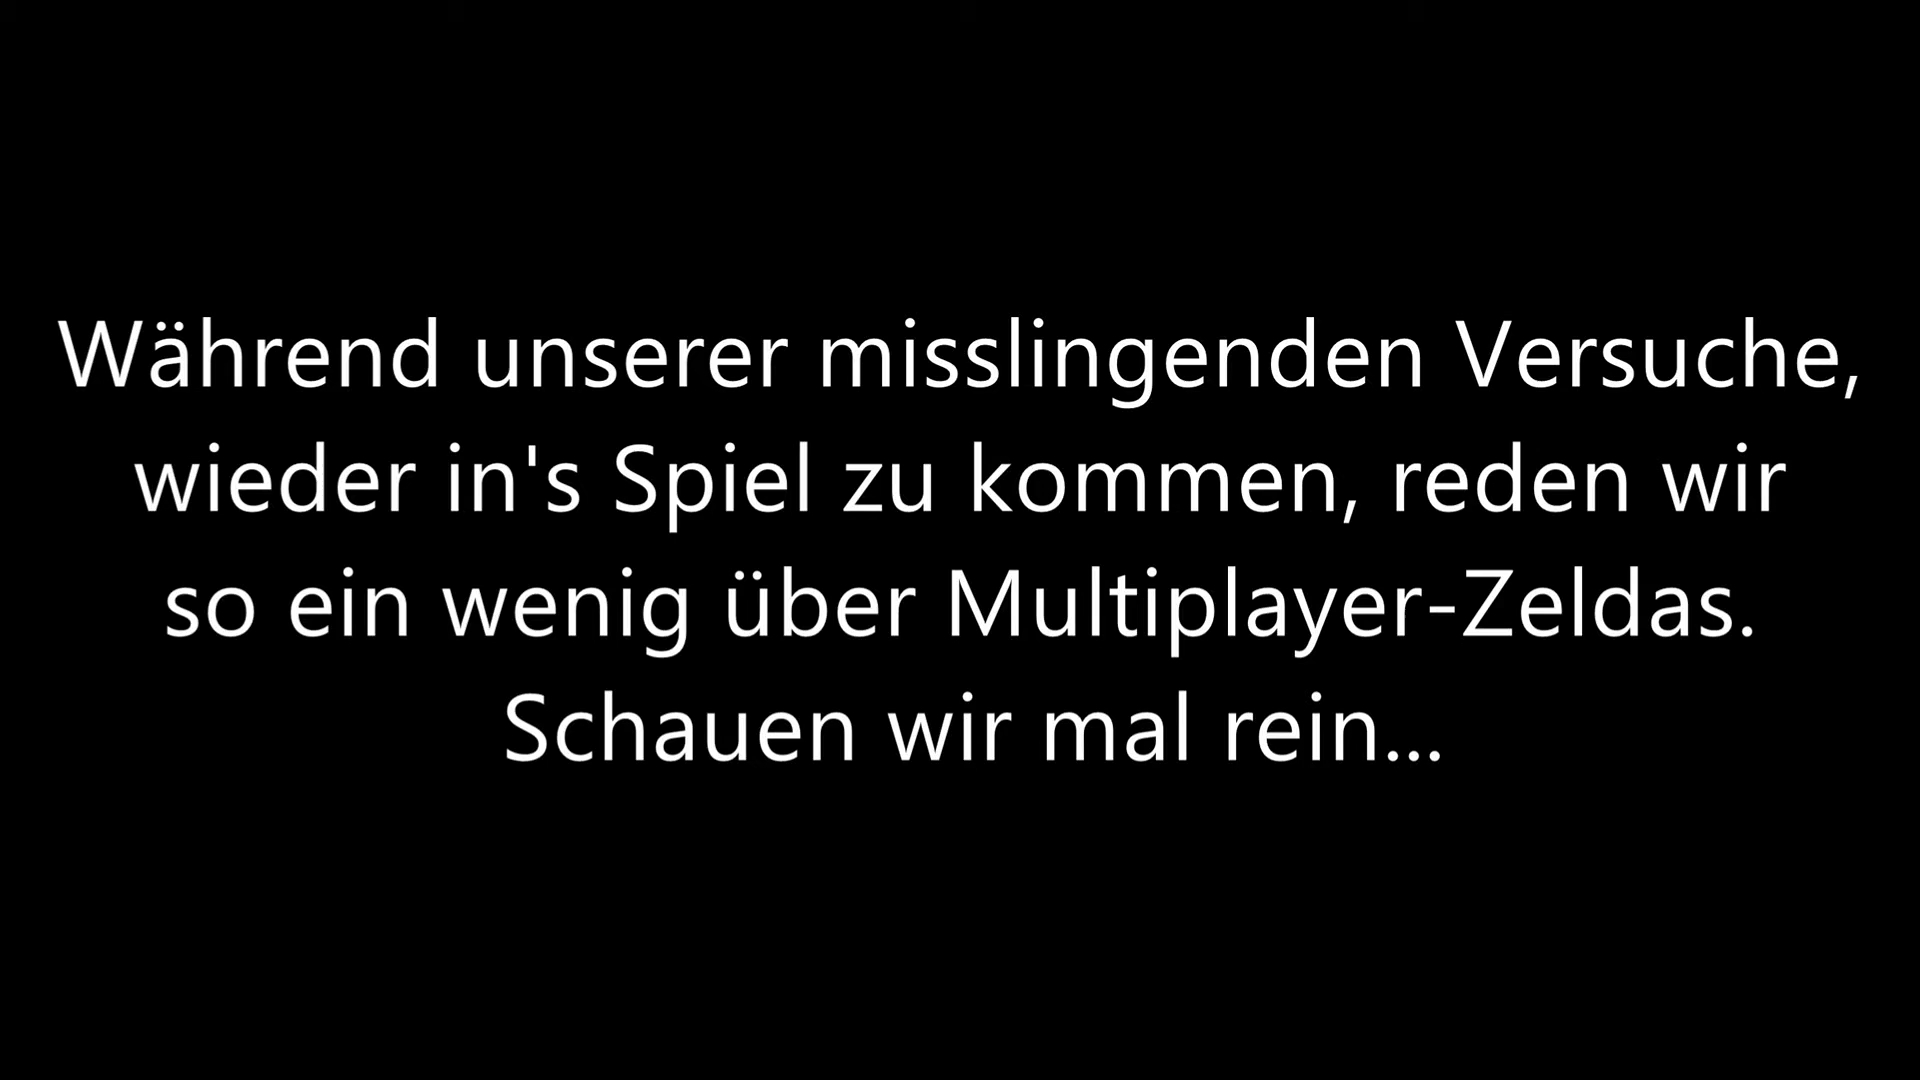 Während unserer misslingenden Versuche,
wieder in's Spiel zu kommen, reden wir
so ein wenig über Multiplayer-Zeldas.
Schauen wir mal rein...